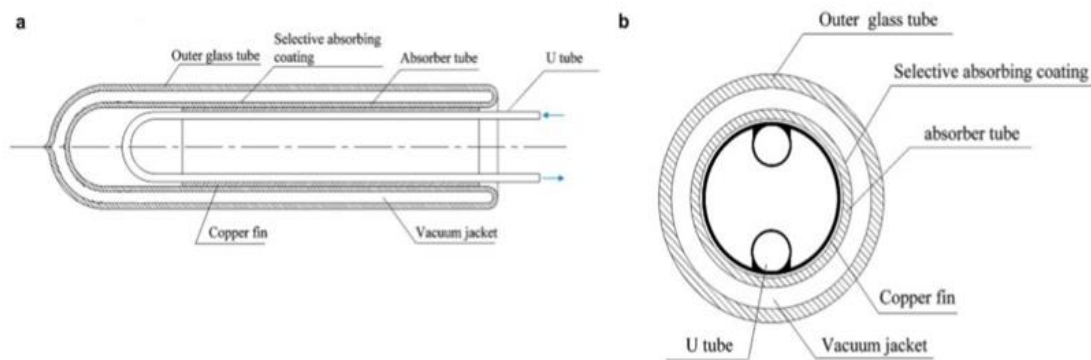 a
Outer glass tube
Selective absorbing
coating
Absorber tube
U tube
Copper fin
Vacuum jacket
b
Outer glass tube
Selective absorbing coating
absorber tube
Copper fin
Vacuum jacket
U tube